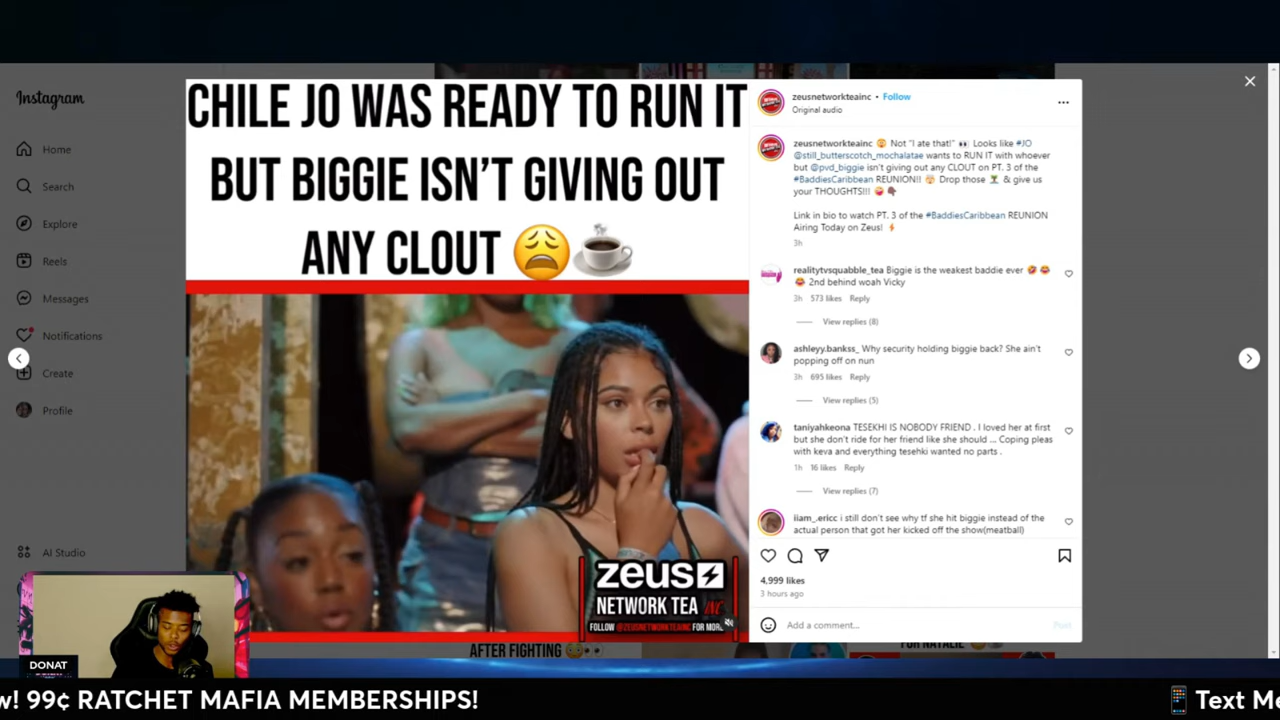 Instagram
Home
Search
Explore
Reels
Messages
Notifications
Create
Profile
AI Studio
CHILE JO WAS READY TO RUN IT
BUT BIGGIE ISN'T GIVING OUT
ANY CLOUT 😩☕
ZEUS
NETWORK TEA INC
FOLLOW @ZEUSNETWORKTEAINC FOR MORE
zeusnetworkteainc • Follow
Original audio
zeusnetworkteainc 😩 Not "I ate that!" 👀 Looks like #JO
@still_butterscotch_mochalatae wants to RUN IT with whoever
but @pvd_biggie isn't giving out any CLOUT on PT. 3 of the
#BaddiesCaribbean REUNION!! Drop those & give us
your THOUGHTS!!!
Link in bio to watch PT. 3 of the #BaddiesCaribbean REUNION
Airing Today on Zeus! ⚡
3h
realitytvsquabble_tea Biggie is the weakest baddie ever 🤣😂
😂 2nd behind woah Vicky
3h 573 likes Reply
View replies (8)
ashleyy.bankss_ Why security holding biggie back? She ain't
popping off on nun
3h 695 likes Reply
View replies (5)
taniyahkeona TESEKHI IS NOBODY FRIEND . I loved her at first
but she don't ride for her friend like she should ... Coping pleas
with keva and everything tesehki wanted no parts .
1h 16 likes Reply
View replies (7)
iiam_.ericc i still don't see why tf she hit biggie instead of the
actual person that got her kicked off the show(meatball)
4,999 likes
3 hours ago
Add a comment...
Post
AFTER FIGHTING
FOR NATALIE
DONAT
w! 99¢ RATCHET MAFIA MEMBERSHIPS!
📱 Text Me